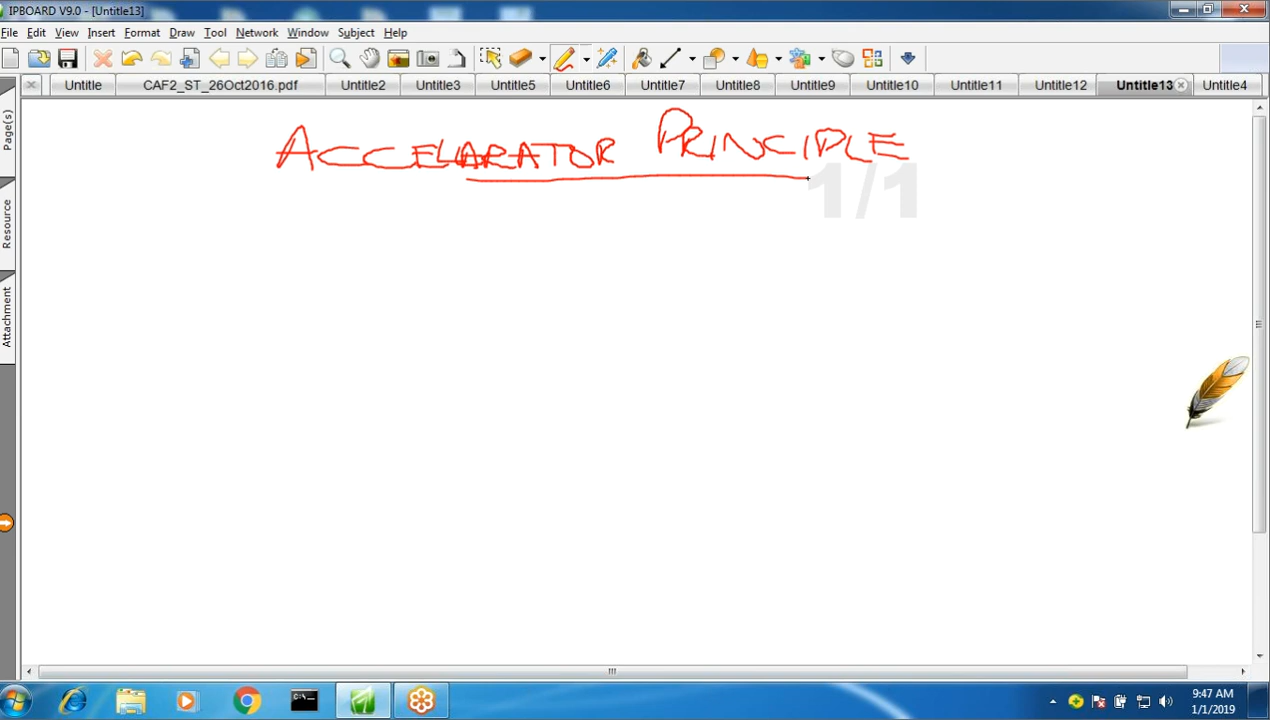 IPBOARD V9.0 - [Untitle13]
File Edit View Insert Format Draw Tool Network Window Subject Help
Untitle CAF2_ST_26Oct2016.pdf Untitle2 Untitle3 Untitle5 Untitle6 Untitle7 Untitle8 Untitle9 Untitle10 Untitle11 Untitle12 Untitle13 Untitle4
Page(s)
Resource
Attachment
ACCELARATOR PRINCIPLE
1/1
9:47 AM
1/1/2019